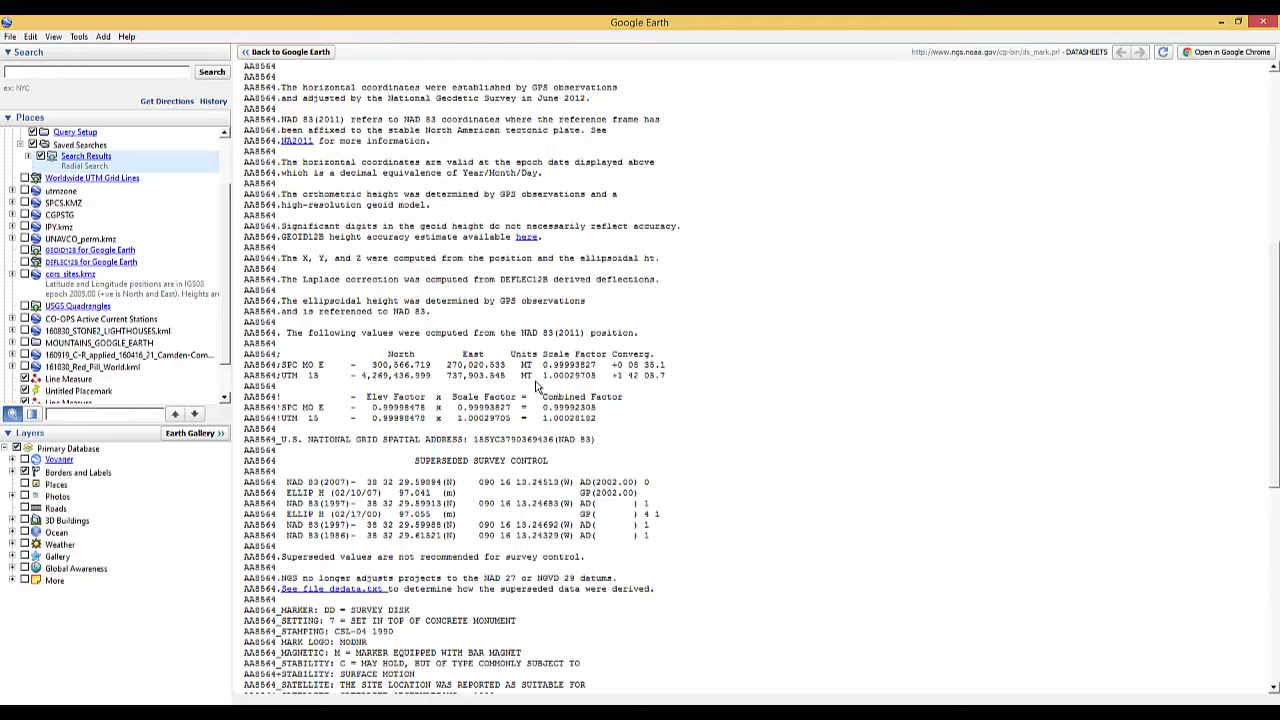 Google Earth
File Edit View Tools Add Help
Search
Search
ex: NYC
Get Directions History
Places
Query Setup
Saved Searches
Search Results
Radial Search
Worldwide UTM Grid Lines
utmzone
SPCS.KMZ
CGPSTG
IPY.kmz
UNAVCO_perm.kmz
GEOID12B for Google Earth
DEFLEC12B for Google Earth
cors_sites.kmz
Latitude and Longitude positions are in IGS08
epoch 2005.00 (+ve is North and East). Heights are
USGS Quadrangles
CO-OPS Active Current Stations
160830_STONE2_LIGHTHOUSES.kml
MOUNTAINS_GOOGLE_EARTH
160919_C-R_applied_160416_21_Camden-Com...
161030_Red_Pill_World.kml
Line Measure
Untitled Placemark
Line Measure
Layers
Earth Gallery >>
Primary Database
Voyager
Borders and Labels
Places
Photos
Roads
3D Buildings
Ocean
Weather
Gallery
Global Awareness
More
<< Back to Google Earth
http://www.ngs.noaa.gov/cgi-bin/ds_mark.prl - DATASHEETS
Open in Google Chrome
AA8564
AA8564
AA8564.The horizontal coordinates were established by GPS observations
AA8564.and adjusted by the National Geodetic Survey in June 2012.
AA8564
AA8564.NAD 83(2011) refers to NAD 83 coordinates where the reference frame has
AA8564.been affixed to the stable North American tectonic plate. See
AA8564.NA2011 for more information.
AA8564
AA8564.The horizontal coordinates are valid at the epoch date displayed above
AA8564.which is a decimal equivalence of Year/Month/Day.
AA8564
AA8564.The orthometric height was determined by GPS observations and a
AA8564.high-resolution geoid model.
AA8564
AA8564.Significant digits in the geoid height do not necessarily reflect accuracy.
AA8564.GEOID12B height accuracy estimate available here.
AA8564
AA8564.The X, Y, and Z were computed from the position and the ellipsoidal ht.
AA8564
AA8564.The Laplace correction was computed from DEFLEC12B derived deflections.
AA8564
AA8564.The ellipsoidal height was determined by GPS observations
AA8564.and is referenced to NAD 83.
AA8564
AA8564. The following values were computed from the NAD 83(2011) position.
AA8564
AA8564; North East Units Scale Factor Converg.
AA8564;SPC MO E - 300,566.719 270,020.533 MT 0.99993827 +0 08 35.1
AA8564;UTM 15 - 4,269,436.999 737,903.545 MT 1.00029705 +1 42 05.7
AA8564
AA8564! - Elev Factor x Scale Factor = Combined Factor
AA8564!SPC MO E - 0.99998478 x 0.99993827 = 0.99992305
AA8564!UTM 15 - 0.99998478 x 1.00029705 = 1.00028182
AA8564
AA8564_U.S. NATIONAL GRID SPATIAL ADDRESS: 15SYC3790369436(NAD 83)
AA8564
AA8564 SUPERSEDED SURVEY CONTROL
AA8564
AA8564 NAD 83(2007)- 38 32 29.59894(N) 090 16 13.24513(W) AD(2002.00) 0
AA8564 ELLIP H (02/10/07) 97.041 (m) GP(2002.00)
AA8564 NAD 83(1997)- 38 32 29.59913(N) 090 16 13.24683(W) AD( ) 1
AA8564 ELLIP H (02/17/00) 97.055 (m) GP( ) 4 1
AA8564 NAD 83(1997)- 38 32 29.59988(N) 090 16 13.24692(W) AD( ) 1
AA8564 NAD 83(1986)- 38 32 29.61521(N) 090 16 13.24329(W) AD( ) 1
AA8564
AA8564.Superseded values are not recommended for survey control.
AA8564
AA8564.NGS no longer adjusts projects to the NAD 27 or NGVD 29 datums.
AA8564.See file dsdata.txt to determine how the superseded data were derived.
AA8564
AA8564_MARKER: DD = SURVEY DISK
AA8564_SETTING: 7 = SET IN TOP OF CONCRETE MONUMENT
AA8564_STAMPING: CSL-04 1990
AA8564_MARK LOGO: MODNR
AA8564_MAGNETIC: M = MARKER EQUIPPED WITH BAR MAGNET
AA8564_STABILITY: C = MAY HOLD, BUT OF TYPE COMMONLY SUBJECT TO
AA8564+STABILITY: SURFACE MOTION
AA8564_SATELLITE: THE SITE LOCATION WAS REPORTED AS SUITABLE FOR